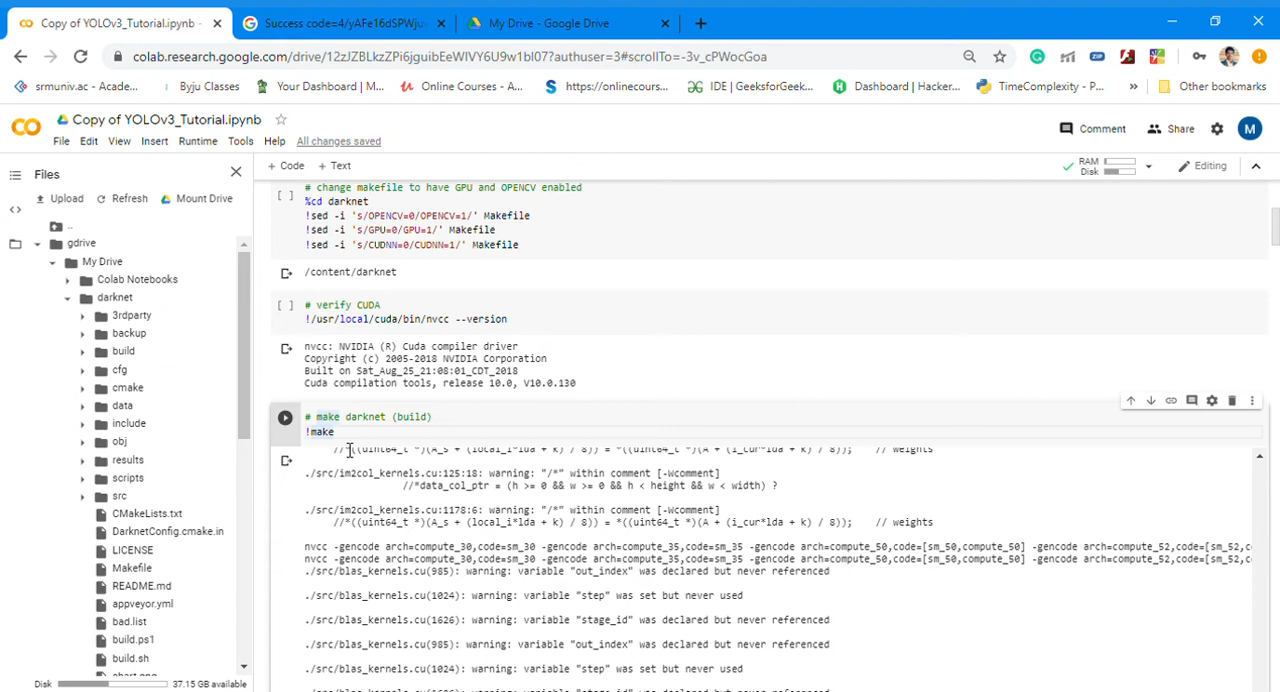 Copy of YOLOv3_Tutorial.ipynb -
Success code=4/yAFe16dSPWju
My Drive - Google Drive
colab.research.google.com/drive/12zJZBLkzZPi6jguibEeWIVY6U9w1bl07?authuser=3#scrollTo=-3v_cPWocGoa
srmuniv.ac - Acade...
Byju Classes
Your Dashboard | M...
Online Courses - A...
https://onlinecours...
IDE | GeeksforGeek...
Dashboard | Hacker...
TimeComplexity - P...
»
Other bookmarks
Copy of YOLOv3_Tutorial.ipynb
File Edit View Insert Runtime Tools Help All changes saved
Comment
Share
M
Files
+ Code + Text
RAM
Disk
Editing
Upload Refresh Mount Drive
..
gdrive
My Drive
Colab Notebooks
darknet
3rdparty
backup
build
cfg
cmake
data
include
obj
results
scripts
src
CMakeLists.txt
DarknetConfig.cmake.in
LICENSE
Makefile
README.md
appveyor.yml
bad.list
build.ps1
build.sh
chart.png
Disk 37.15 GB available
# change makefile to have GPU and OPENCV enabled
[ ] %cd darknet
!sed -i 's/OPENCV=0/OPENCV=1/' Makefile
!sed -i 's/GPU=0/GPU=1/' Makefile
!sed -i 's/CUDNN=0/CUDNN=1/' Makefile
/content/darknet
[ ] # verify CUDA
!/usr/local/cuda/bin/nvcc --version
nvcc: NVIDIA (R) Cuda compiler driver
Copyright (c) 2005-2018 NVIDIA Corporation
Built on Sat_Aug_25_21:08:01_CDT_2018
Cuda compilation tools, release 10.0, V10.0.130
# make darknet (build)
!make
//*((uint64_t *)(A_s + (local_i*lda + k) / 8)) = *((uint64_t *)(A + (i_cur*lda + k) / 8)); // weights
./src/im2col_kernels.cu:125:18: warning: "/*" within comment [-Wcomment]
//*data_col_ptr = (h >= 0 && w >= 0 && h < height && w < width) ?
./src/im2col_kernels.cu:1178:6: warning: "/*" within comment [-Wcomment]
//*((uint64_t *)(A_s + (local_i*lda + k) / 8)) = *((uint64_t *)(A + (i_cur*lda + k) / 8)); // weights
nvcc -gencode arch=compute_30,code=sm_30 -gencode arch=compute_35,code=sm_35 -gencode arch=compute_50,code=[sm_50,compute_50] -gencode arch=compute_52,code=[sm_52,c
nvcc -gencode arch=compute_30,code=sm_30 -gencode arch=compute_35,code=sm_35 -gencode arch=compute_50,code=[sm_50,compute_50] -gencode arch=compute_52,code=[sm_52,c
./src/blas_kernels.cu(985): warning: variable "out_index" was declared but never referenced
./src/blas_kernels.cu(1024): warning: variable "step" was set but never used
./src/blas_kernels.cu(1626): warning: variable "stage_id" was declared but never referenced
./src/blas_kernels.cu(985): warning: variable "out_index" was declared but never referenced
./src/blas_kernels.cu(1024): warning: variable "step" was set but never used